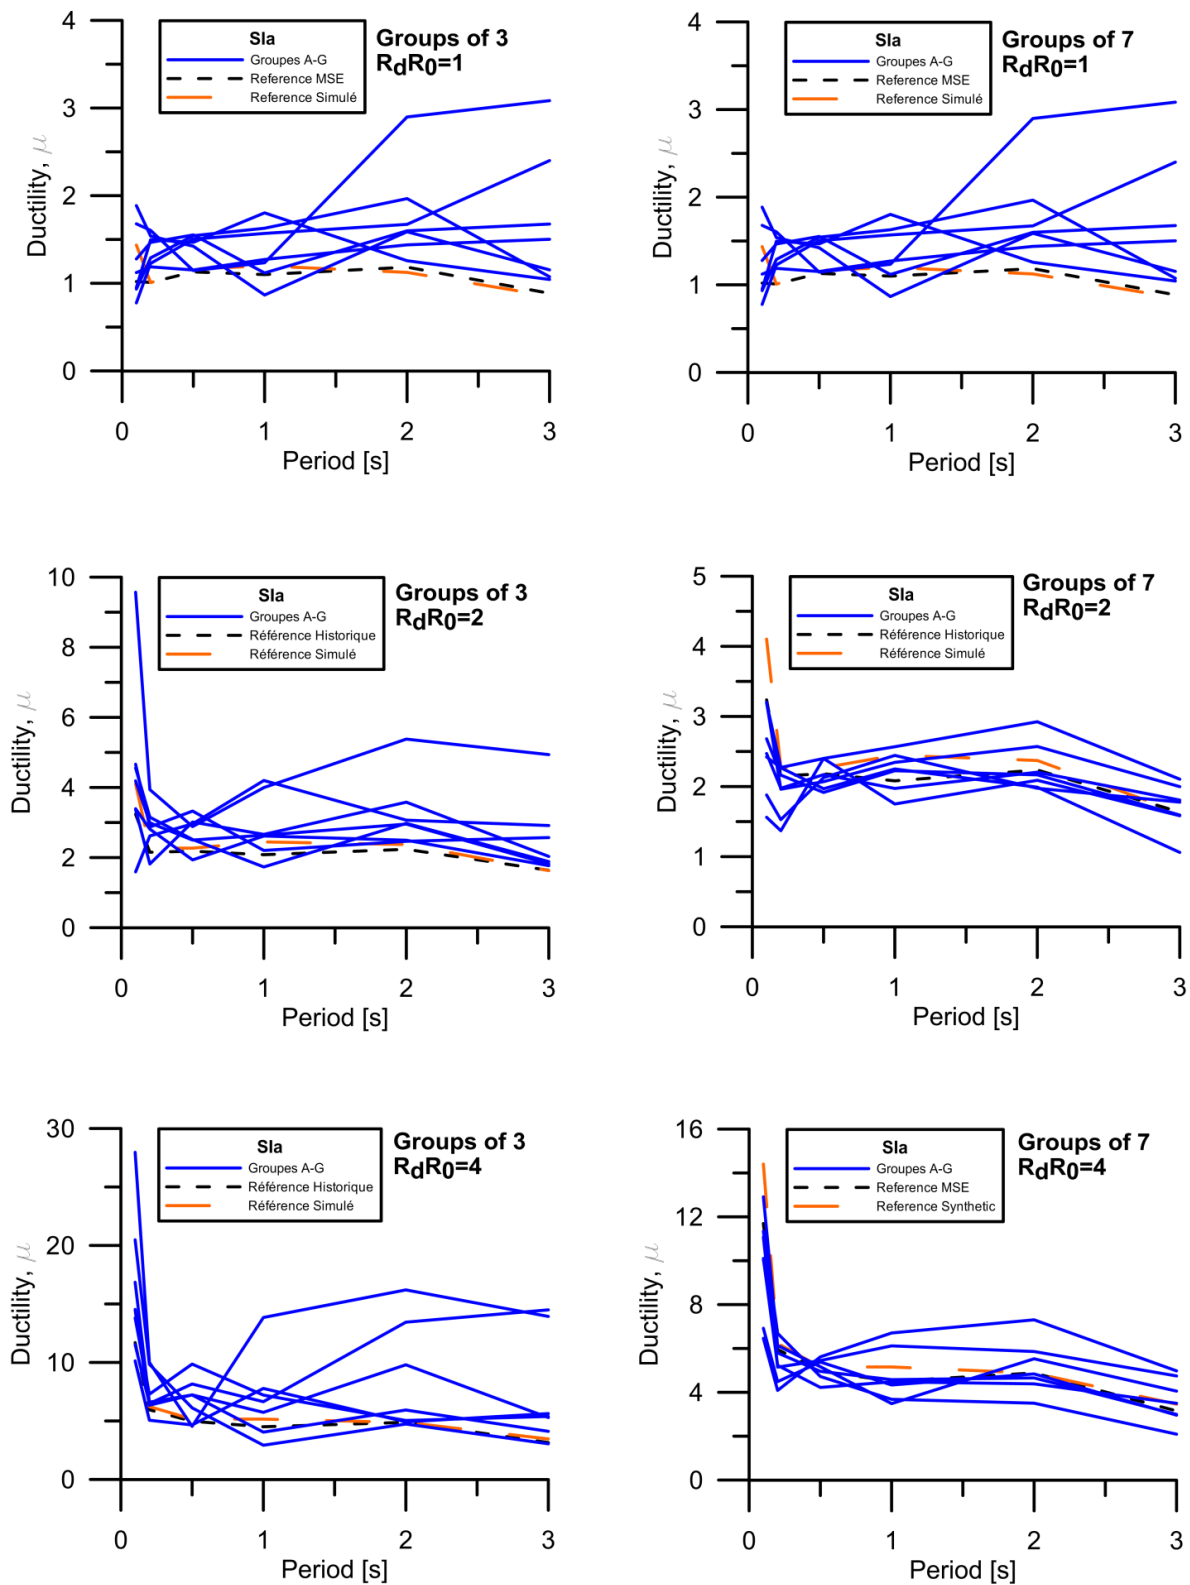 Groups of 3
RdR0=1
SIa
Groupes A-G
Reference MSE
Reference Simulé
4
3
2
1
0
Ductility, μ
0 1 2 3
Period [s]
Groups of 7
RdR0=1
SIa
Groupes A-G
Reference MSE
Reference Simulé
4
3
2
1
0
Ductility, μ
0 1 2 3
Period [s]
Groups of 3
RdR0=2
SIa
Groupes A-G
Référence Historique
Référence Simulé
10
8
6
4
2
0
Ductility, μ
0 1 2 3
Period [s]
Groups of 7
RdR0=2
SIa
Groupes A-G
Référence Historique
Référence Simulé
5
4
3
2
1
0
Ductility, μ
0 1 2 3
Period [s]
Groups of 3
RdR0=4
SIa
Groupes A-G
Référence Historique
Référence Simulé
30
20
10
0
Ductility, μ
0 1 2 3
Period [s]
Groups of 7
RdR0=4
SIa
Groupes A-G
Reference MSE
Reference Synthetic
16
12
8
4
0
Ductility, μ
0 1 2 3
Period [s]